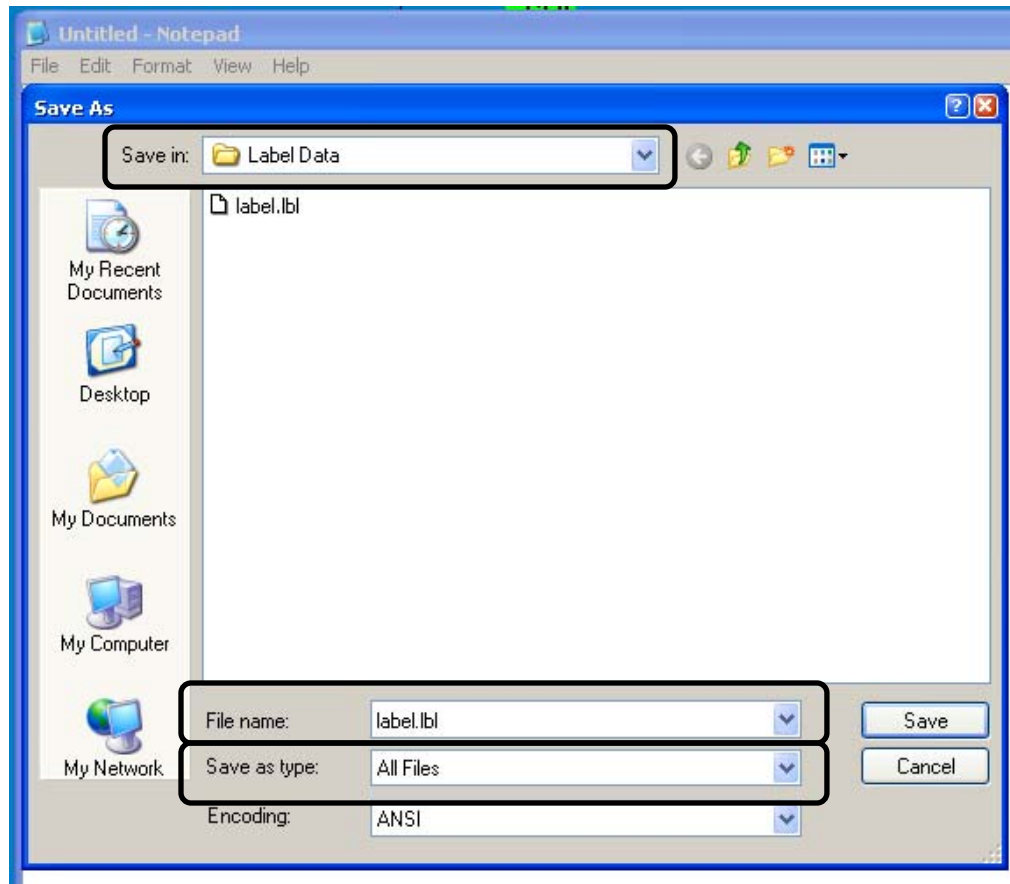 Untitled - Notepad
File Edit Format View Help
Save As
Save in: Label Data
label.lbl
My Recent
Documents
Desktop
My Documents
My Computer
My Network
File name: label.lbl Save
Save as type: All Files Cancel
Encoding: ANSI